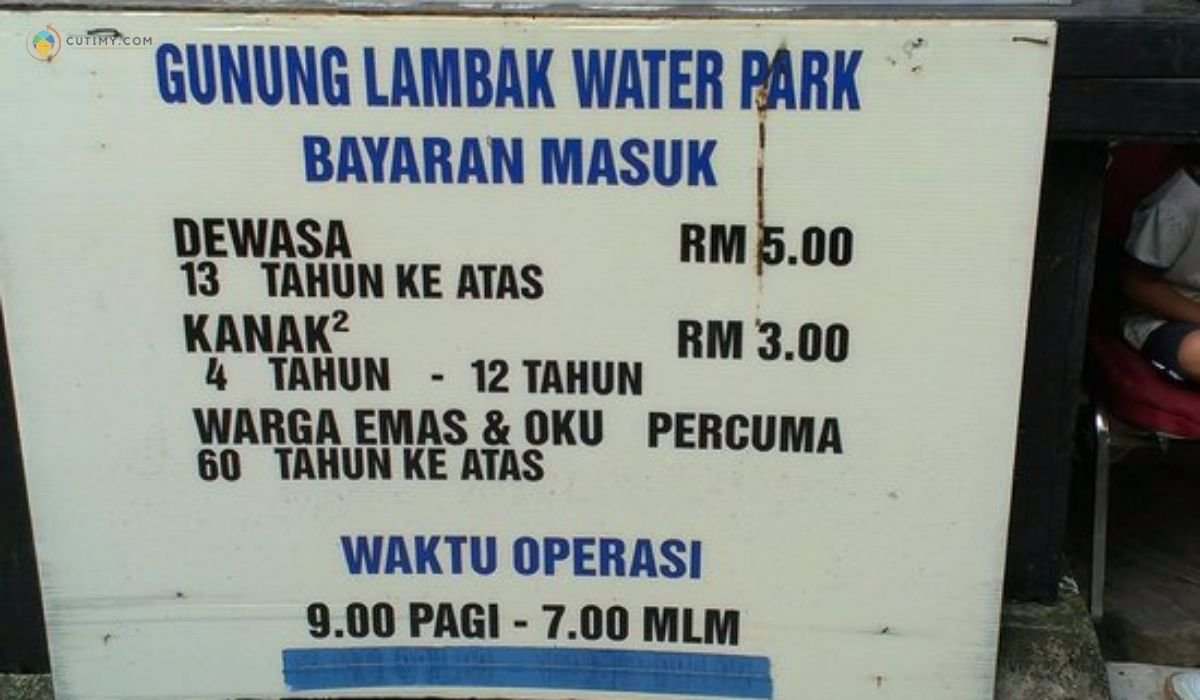 CUTIMY.COM
GUNUNG LAMBAK WATER PARK
BAYARAN MASUK
DEWASA RM 5.00
13 TAHUN KE ATAS
KANAK² RM 3.00
4 TAHUN - 12 TAHUN
WARGA EMAS & OKU PERCUMA
60 TAHUN KE ATAS
WAKTU OPERASI
9.00 PAGI - 7.00 MLM